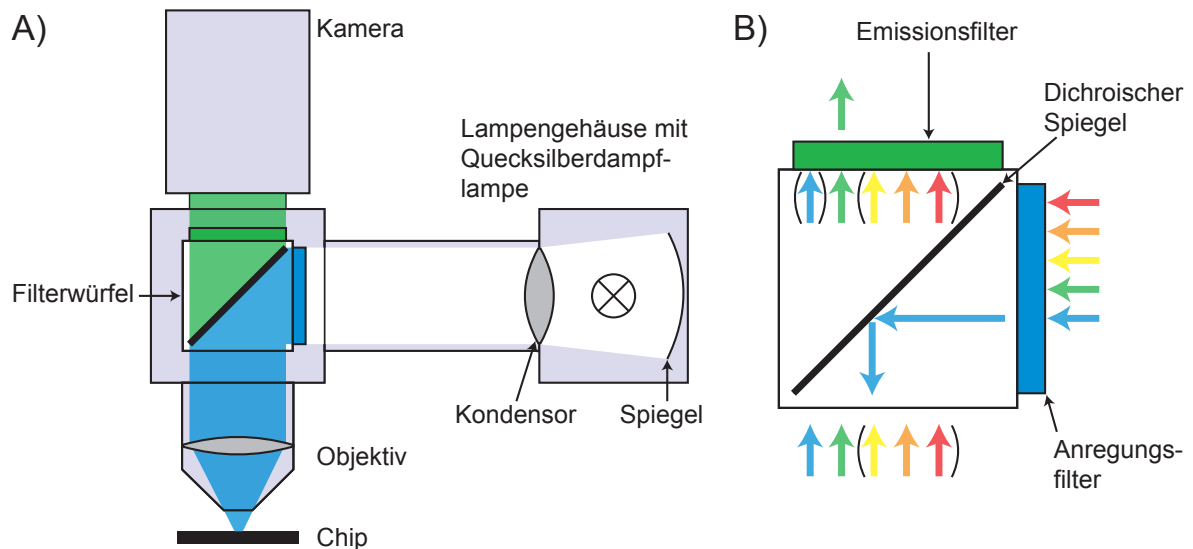 A)
Kamera
Lampengehäuse mit
Quecksilberdampf-
lampe
Filterwürfel
Kondensor
Spiegel
Objektiv
Chip
B)
Emissionsfilter
Dichroischer
Spiegel
Anregungs-
filter